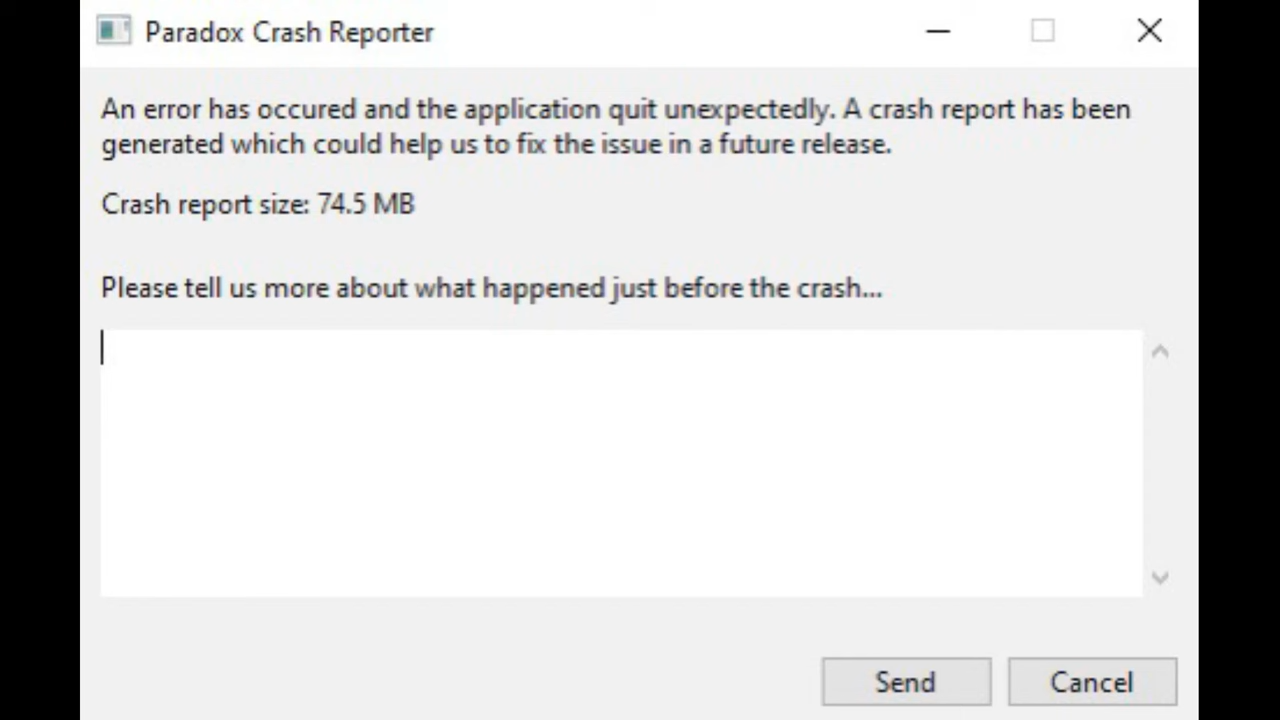 Paradox Crash Reporter
An error has occured and the application quit unexpectedly. A crash report has been
generated which could help us to fix the issue in a future release.
Crash report size: 74.5 MB
Please tell us more about what happened just before the crash...
Send
Cancel